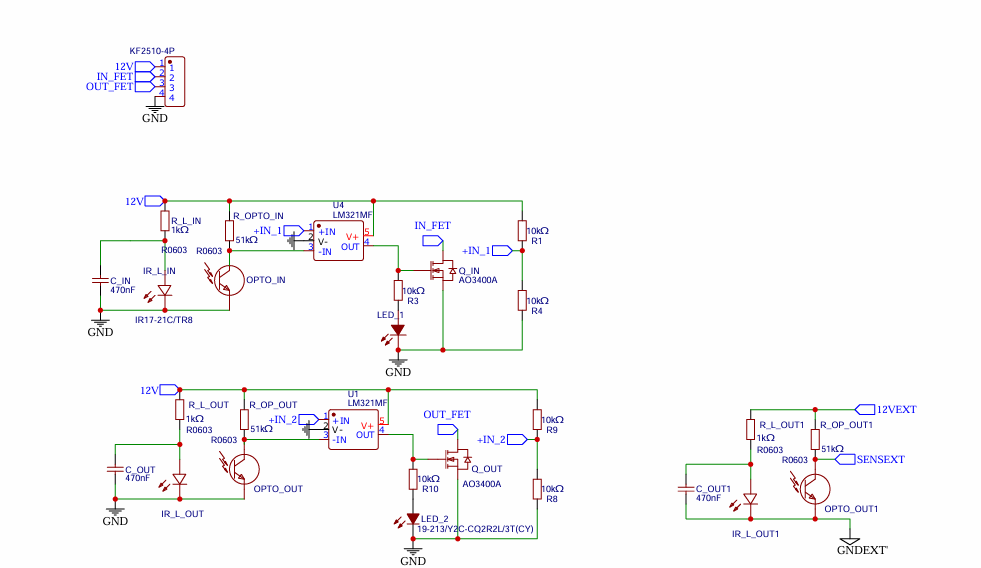 KF2510-4P
12V 1 1
IN_FET 2 2
OUT_FET 3 3
4 4
GND
12V
R_L_IN
1kΩ
R0603
R_OPTO_IN
51kΩ
R0603
+IN_1
U4
LM321MF
1 +IN
2 V-
3 -IN
V+ 5
OUT 4
IN_FET
+IN_1
10kΩ
R1
C_IN
470nF
IR_L_IN
IR17-21C/TR8
OPTO_IN
Q_IN
AO3400A
10kΩ
R3
10kΩ
R4
LED_1
GND
GND
12V
R_L_OUT
1kΩ
R0603
R_OP_OUT
51kΩ
R0603
+IN_2
U1
LM321MF
1 +IN
2 V-
3 -IN
V+ 5
OUT 4
OUT_FET
+IN_2
10kΩ
R9
C_OUT
470nF
IR_L_OUT
OPTO_OUT
Q_OUT
AO3400A
10kΩ
R10
10kΩ
R8
LED_2
19-213/Y2C-CQ2R2L/3T(CY)
GND
GND
12VEXT
R_L_OUT1
1kΩ
R0603
R_OP_OUT1
51kΩ
R0603
SENSEXT
C_OUT1
470nF
IR_L_OUT1
OPTO_OUT1
GNDEXT'